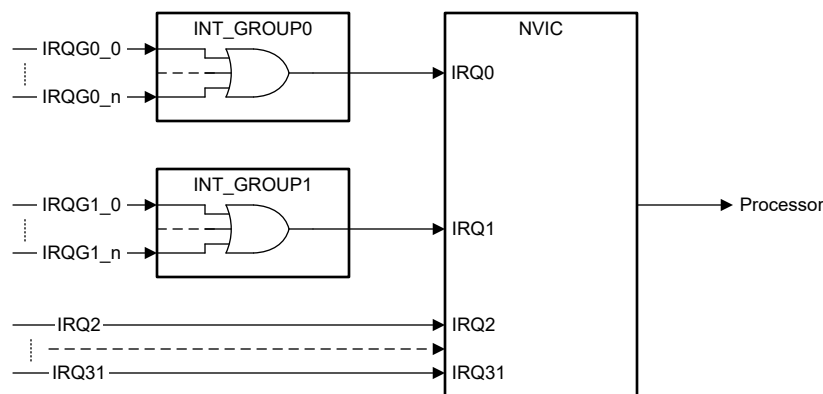 INT_GROUP0
NVIC
IRQG0_0
IRQG0_n
IRQ0
INT_GROUP1
IRQG1_0
IRQG1_n
IRQ1
Processor
IRQ2
IRQ2
IRQ31
IRQ31